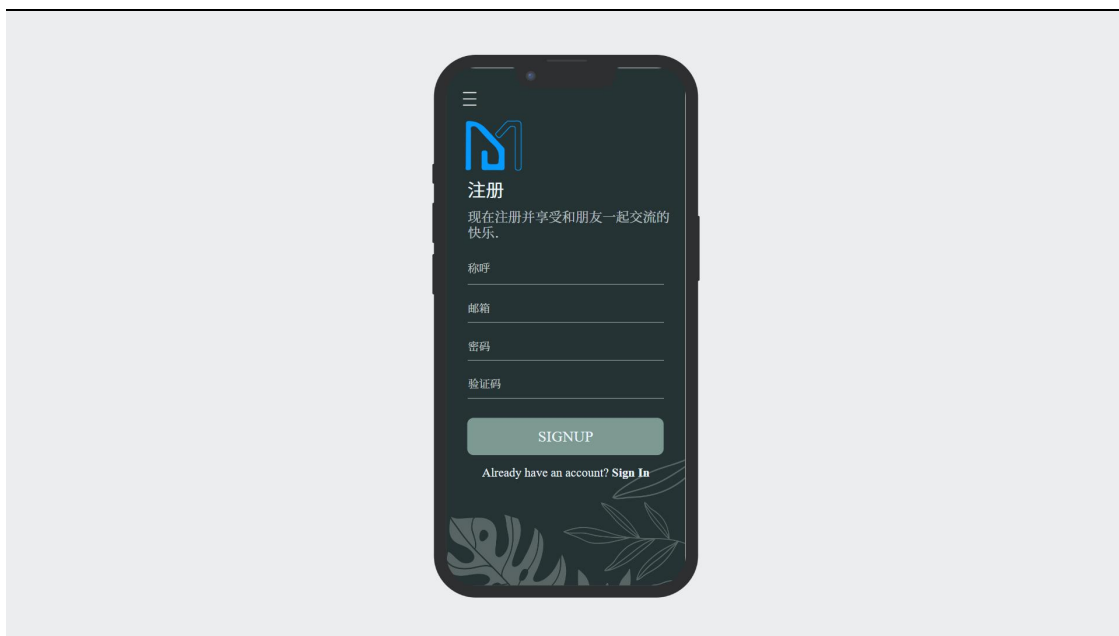 注册
现在注册并享受和朋友一起交流的
快乐.
称呼
邮箱
密码
验证码
SIGNUP
Already have an account? Sign In